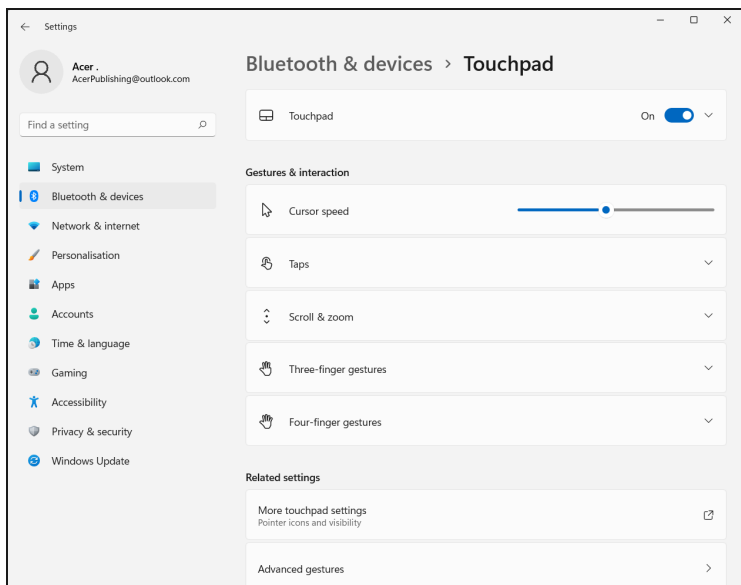 Settings
Acer .
AcerPublishing@outlook.com
Find a setting
System
Bluetooth & devices
Network & internet
Personalisation
Apps
Accounts
Time & language
Gaming
Accessibility
Privacy & security
Windows Update
Bluetooth & devices > Touchpad
Touchpad On
Gestures & interaction
Cursor speed
Taps
Scroll & zoom
Three-finger gestures
Four-finger gestures
Related settings
More touchpad settings
Pointer icons and visibility
Advanced gestures